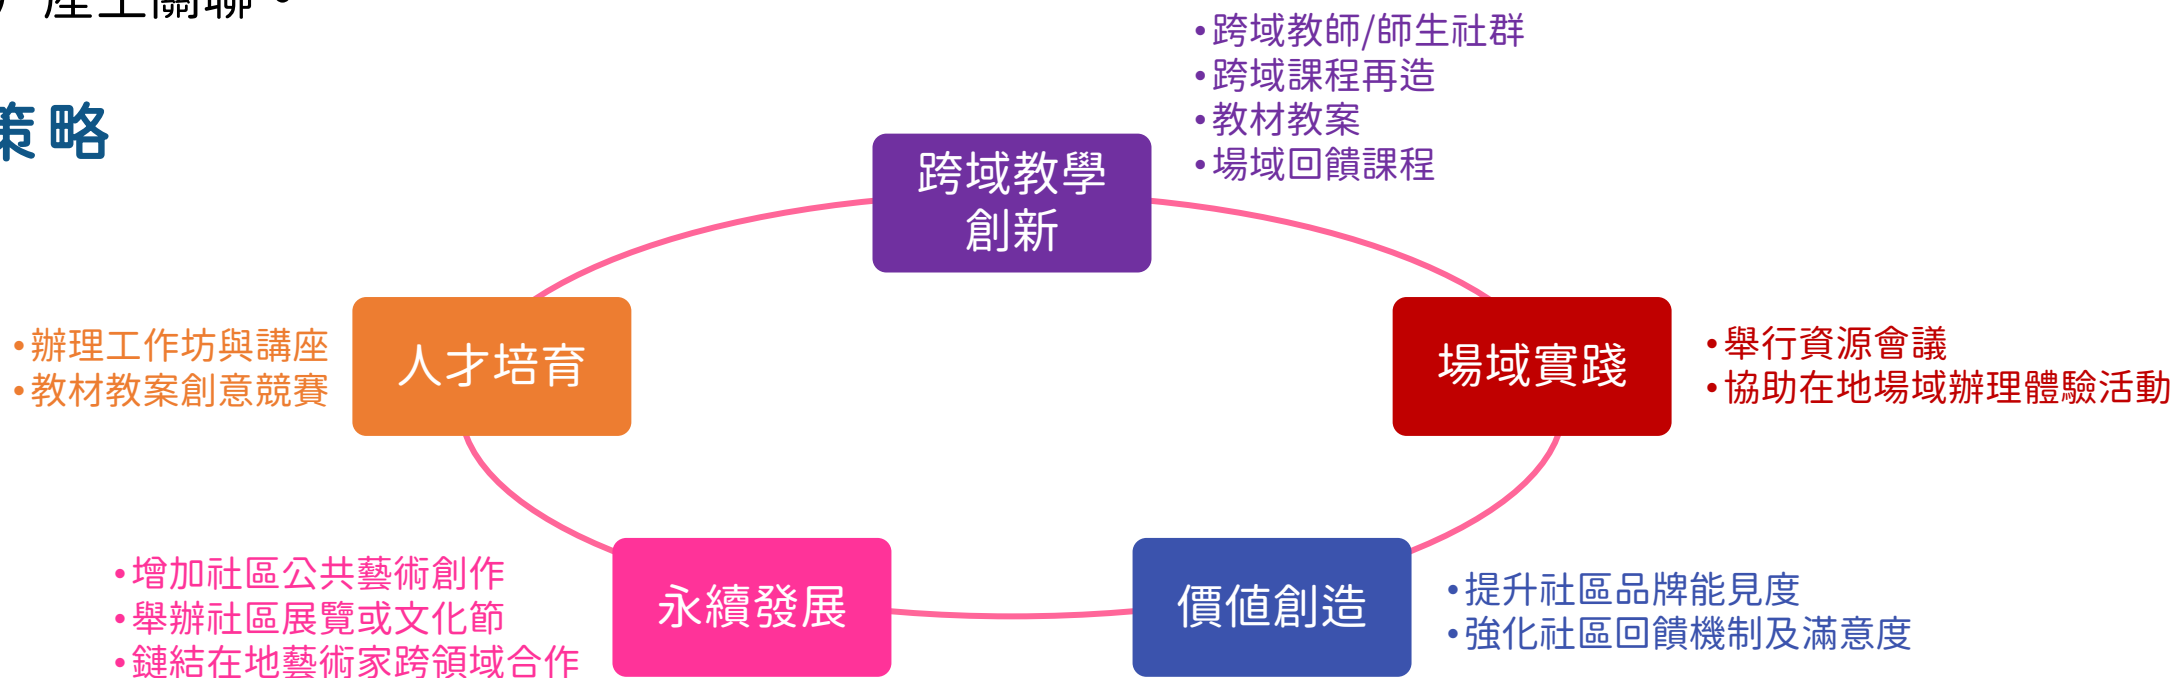 產生關聯。
策略
•跨域教師/師生社群
•跨域課程再造
•教材教案
•場域回饋課程
跨域教學
創新
•辦理工作坊與講座
•教材教案創意競賽
人才培育
場域實踐
•舉行資源會議
•協助在地場域辦理體驗活動
•增加社區公共藝術創作
•舉辦社區展覽或文化節
•鏈結在地藝術家跨領域合作
永續發展
價值創造
•提升社區品牌能見度
•強化社區回饋機制及滿意度